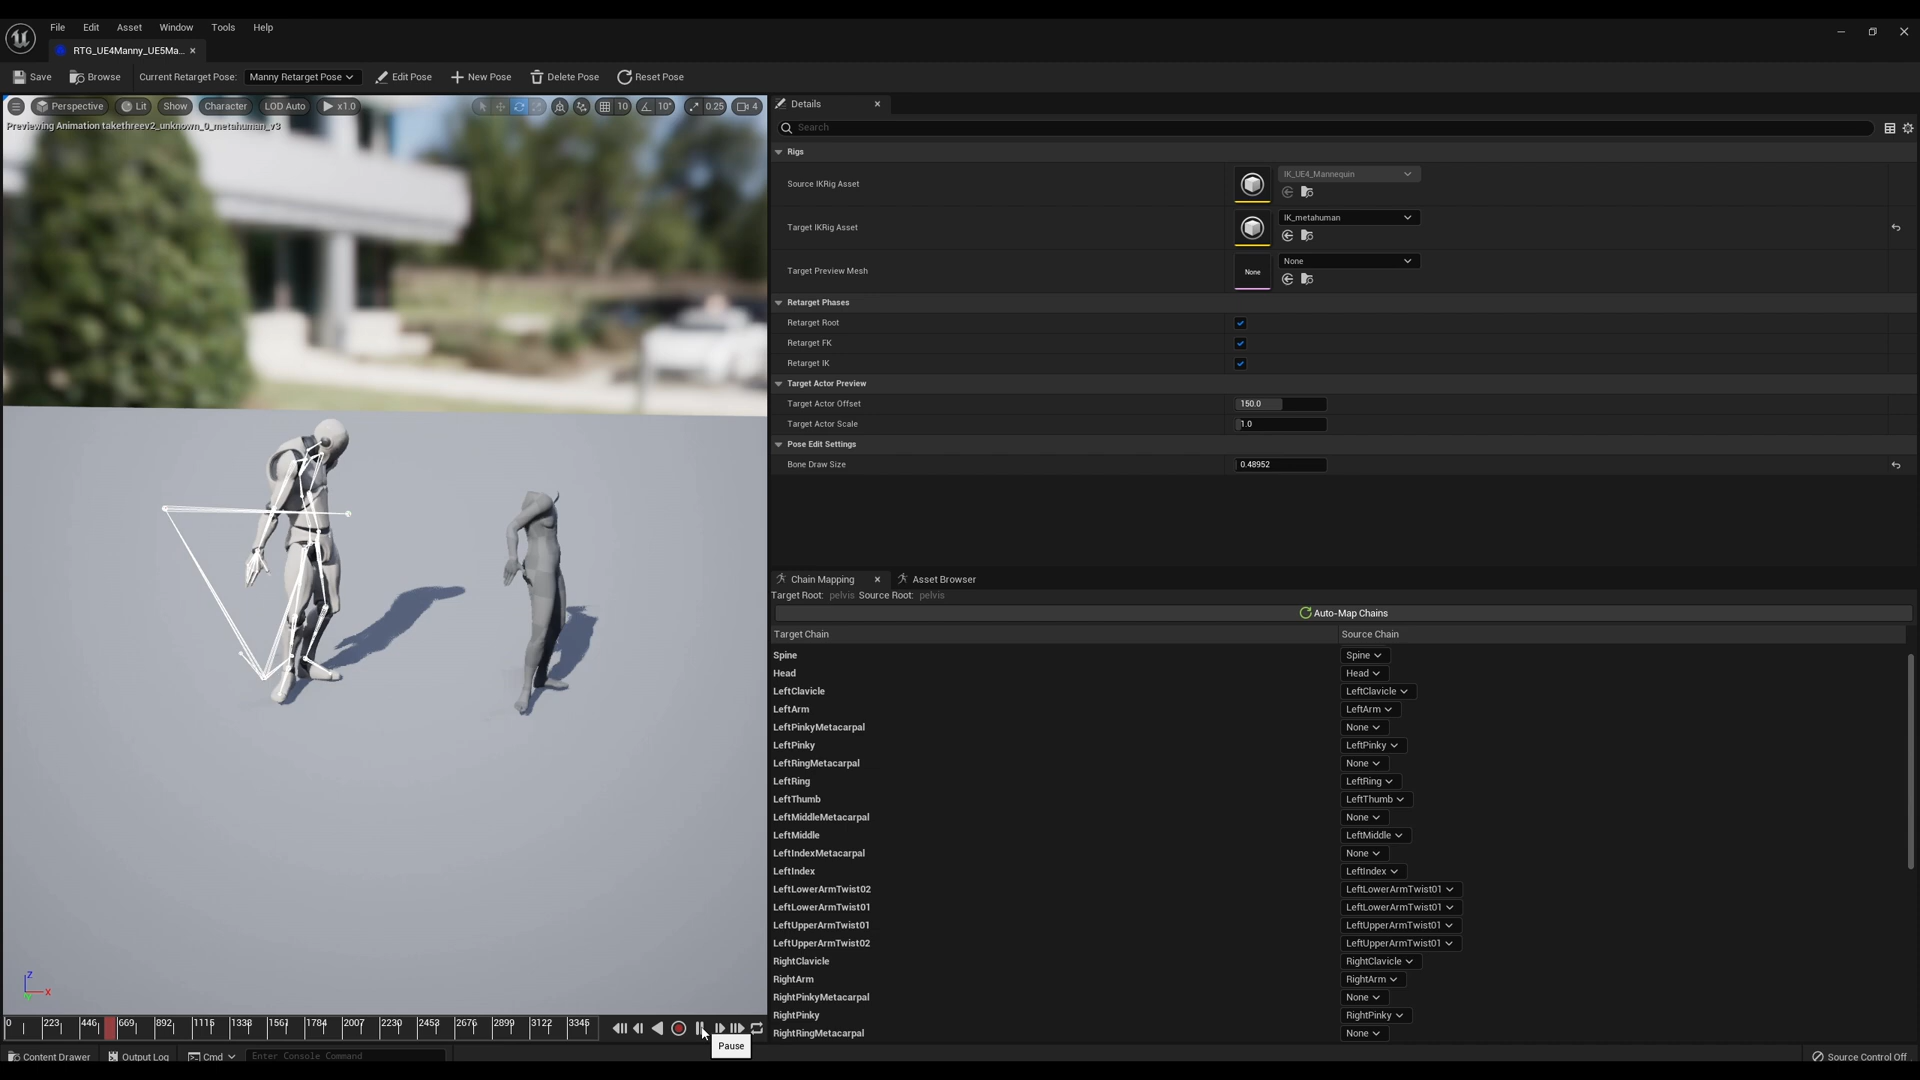 File Edit Asset Window Tools Help
RTG_UE4Manny_UE5Ma...
Save Browse Current Retarget Pose: Manny Retarget Pose Edit Pose New Pose Delete Pose Reset Pose
Perspective Lit Show Character LOD Auto x1.0 10 10° 0.25 4
Previewing Animation takethreev2_unknown_0_metahuman_v3
Details
Search
Rigs
Source IKRig Asset IK_UE4_Mannequin
Target IKRig Asset IK_metahuman
Target Preview Mesh None None
Retarget Phases
Retarget Root
Retarget FK
Retarget IK
Target Actor Preview
Target Actor Offset 150.0
Target Actor Scale 1.0
Pose Edit Settings
Bone Draw Size 0.48952
Chain Mapping Asset Browser
Target Root: pelvis Source Root: pelvis
Auto-Map Chains
Target Chain Source Chain
Spine Spine
Head Head
LeftClavicle LeftClavicle
LeftArm LeftArm
LeftPinkyMetacarpal None
LeftPinky LeftPinky
LeftRingMetacarpal None
LeftRing LeftRing
LeftThumb LeftThumb
LeftMiddleMetacarpal None
LeftMiddle LeftMiddle
LeftIndexMetacarpal None
LeftIndex LeftIndex
LeftLowerArmTwist02 LeftLowerArmTwist01
LeftLowerArmTwist01 LeftLowerArmTwist01
LeftUpperArmTwist01 LeftUpperArmTwist01
LeftUpperArmTwist02 LeftUpperArmTwist01
RightClavicle RightClavicle
RightArm RightArm
RightPinkyMetacarpal None
RightPinky RightPinky
RightRingMetacarpal None
Z X
0 223 446 669 892 1115 1338 1561 1784 2007 2230 2453 2676 2899 3122 3345
Pause
Content Drawer Output Log Cmd Enter Console Command Source Control Off